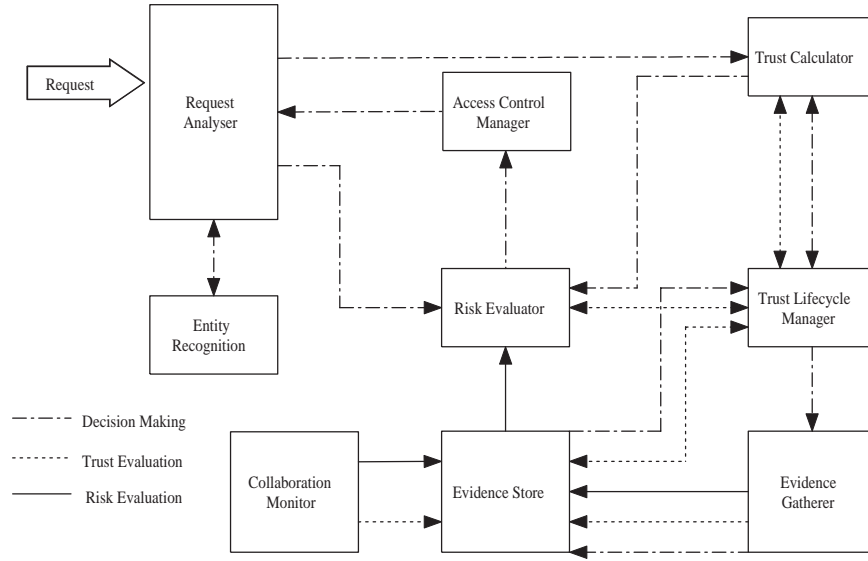 Request
Request
Analyser
Access Control
Manager
Trust Calculator
Entity
Recognition
Risk Evaluator
Trust Lifecycle
Manager
Decision Making
Trust Evaluation
Risk Evaluation
Collaboration
Monitor
Evidence Store
Evidence
Gatherer